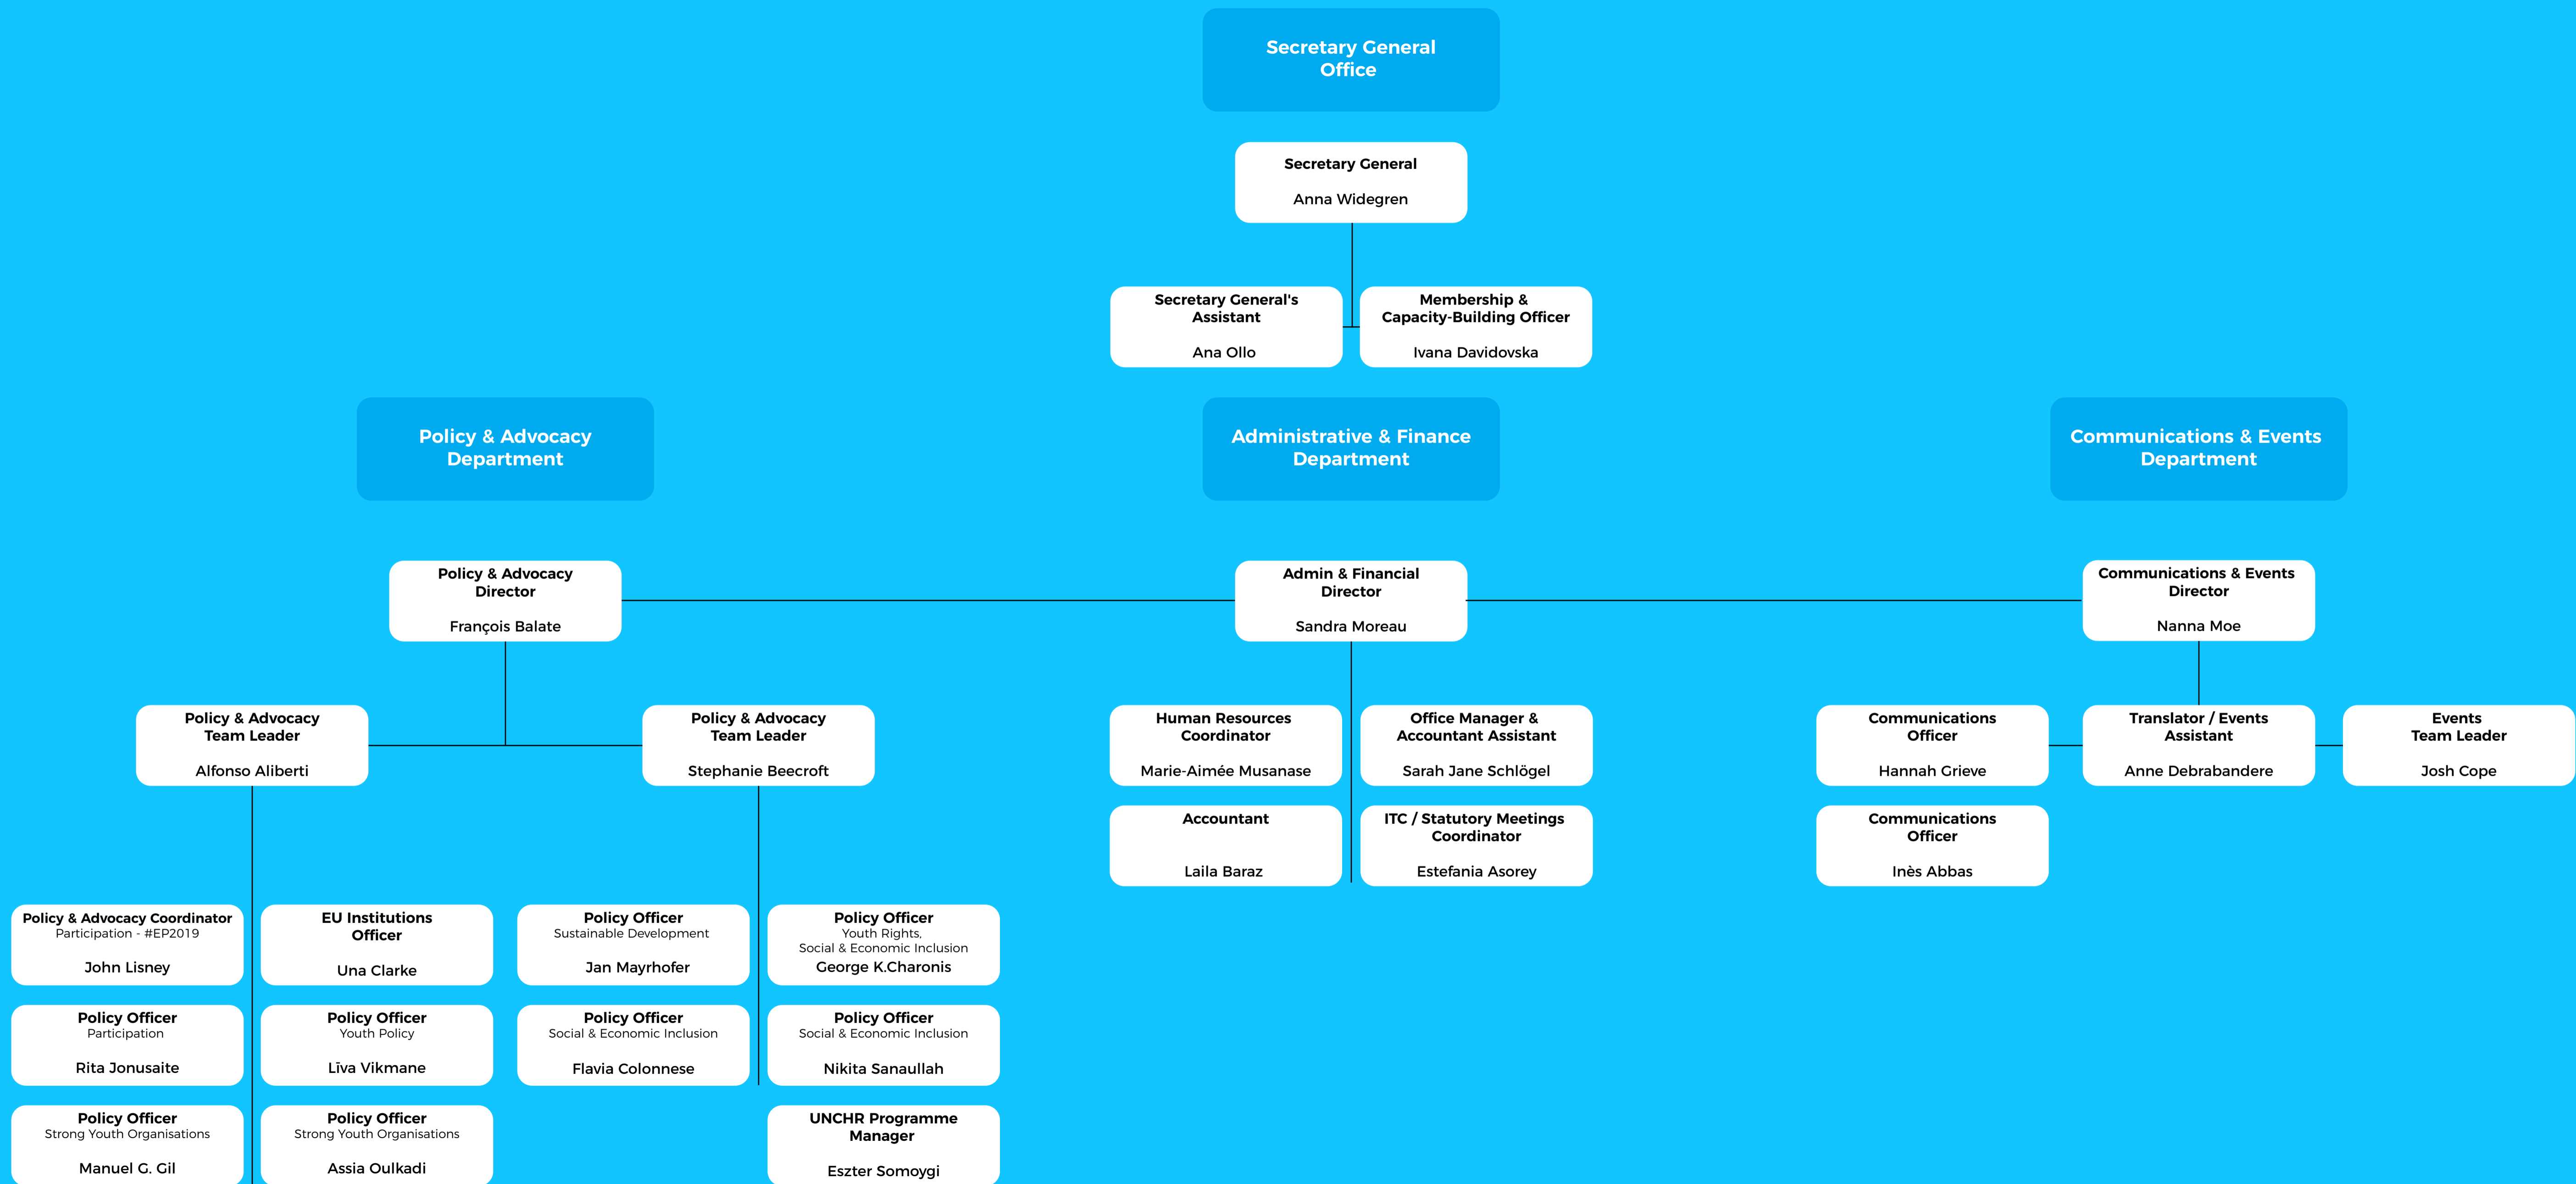 Secretary General
Office
Secretary General
Anna Widegren
Secretary General's
Assistant
Ana Ollo
Membership &
Capacity-Building Officer
Ivana Davidovska
Policy & Advocacy
Department
Administrative & Finance
Department
Communications & Events
Department
Policy & Advocacy
Director
François Balate
Admin & Financial
Director
Sandra Moreau
Communications & Events
Director
Nanna Moe
Policy & Advocacy
Team Leader
Alfonso Aliberti
Policy & Advocacy
Team Leader
Stephanie Beecroft
Human Resources
Coordinator
Marie-Aimée Musanase
Office Manager &
Accountant Assistant
Sarah Jane Schlögel
Communications
Officer
Hannah Grieve
Translator / Events
Assistant
Anne Debrabandere
Events
Team Leader
Josh Cope
Accountant
Laila Baraz
ITC / Statutory Meetings
Coordinator
Estefania Asorey
Communications
Officer
Inès Abbas
Policy & Advocacy Coordinator
Participation - #EP2019
John Lisney
EU Institutions
Officer
Una Clarke
Policy Officer
Sustainable Development
Jan Mayrhofer
Policy Officer
Youth Rights,
Social & Economic Inclusion
George K.Charonis
Policy Officer
Participation
Rita Jonusaite
Policy Officer
Youth Policy
Līva Vikmane
Policy Officer
Social & Economic Inclusion
Flavia Colonnese
Policy Officer
Social & Economic Inclusion
Nikita Sanaullah
Policy Officer
Strong Youth Organisations
Manuel G. Gil
Policy Officer
Strong Youth Organisations
Assia Oulkadi
UNCHR Programme
Manager
Eszter Somoygi